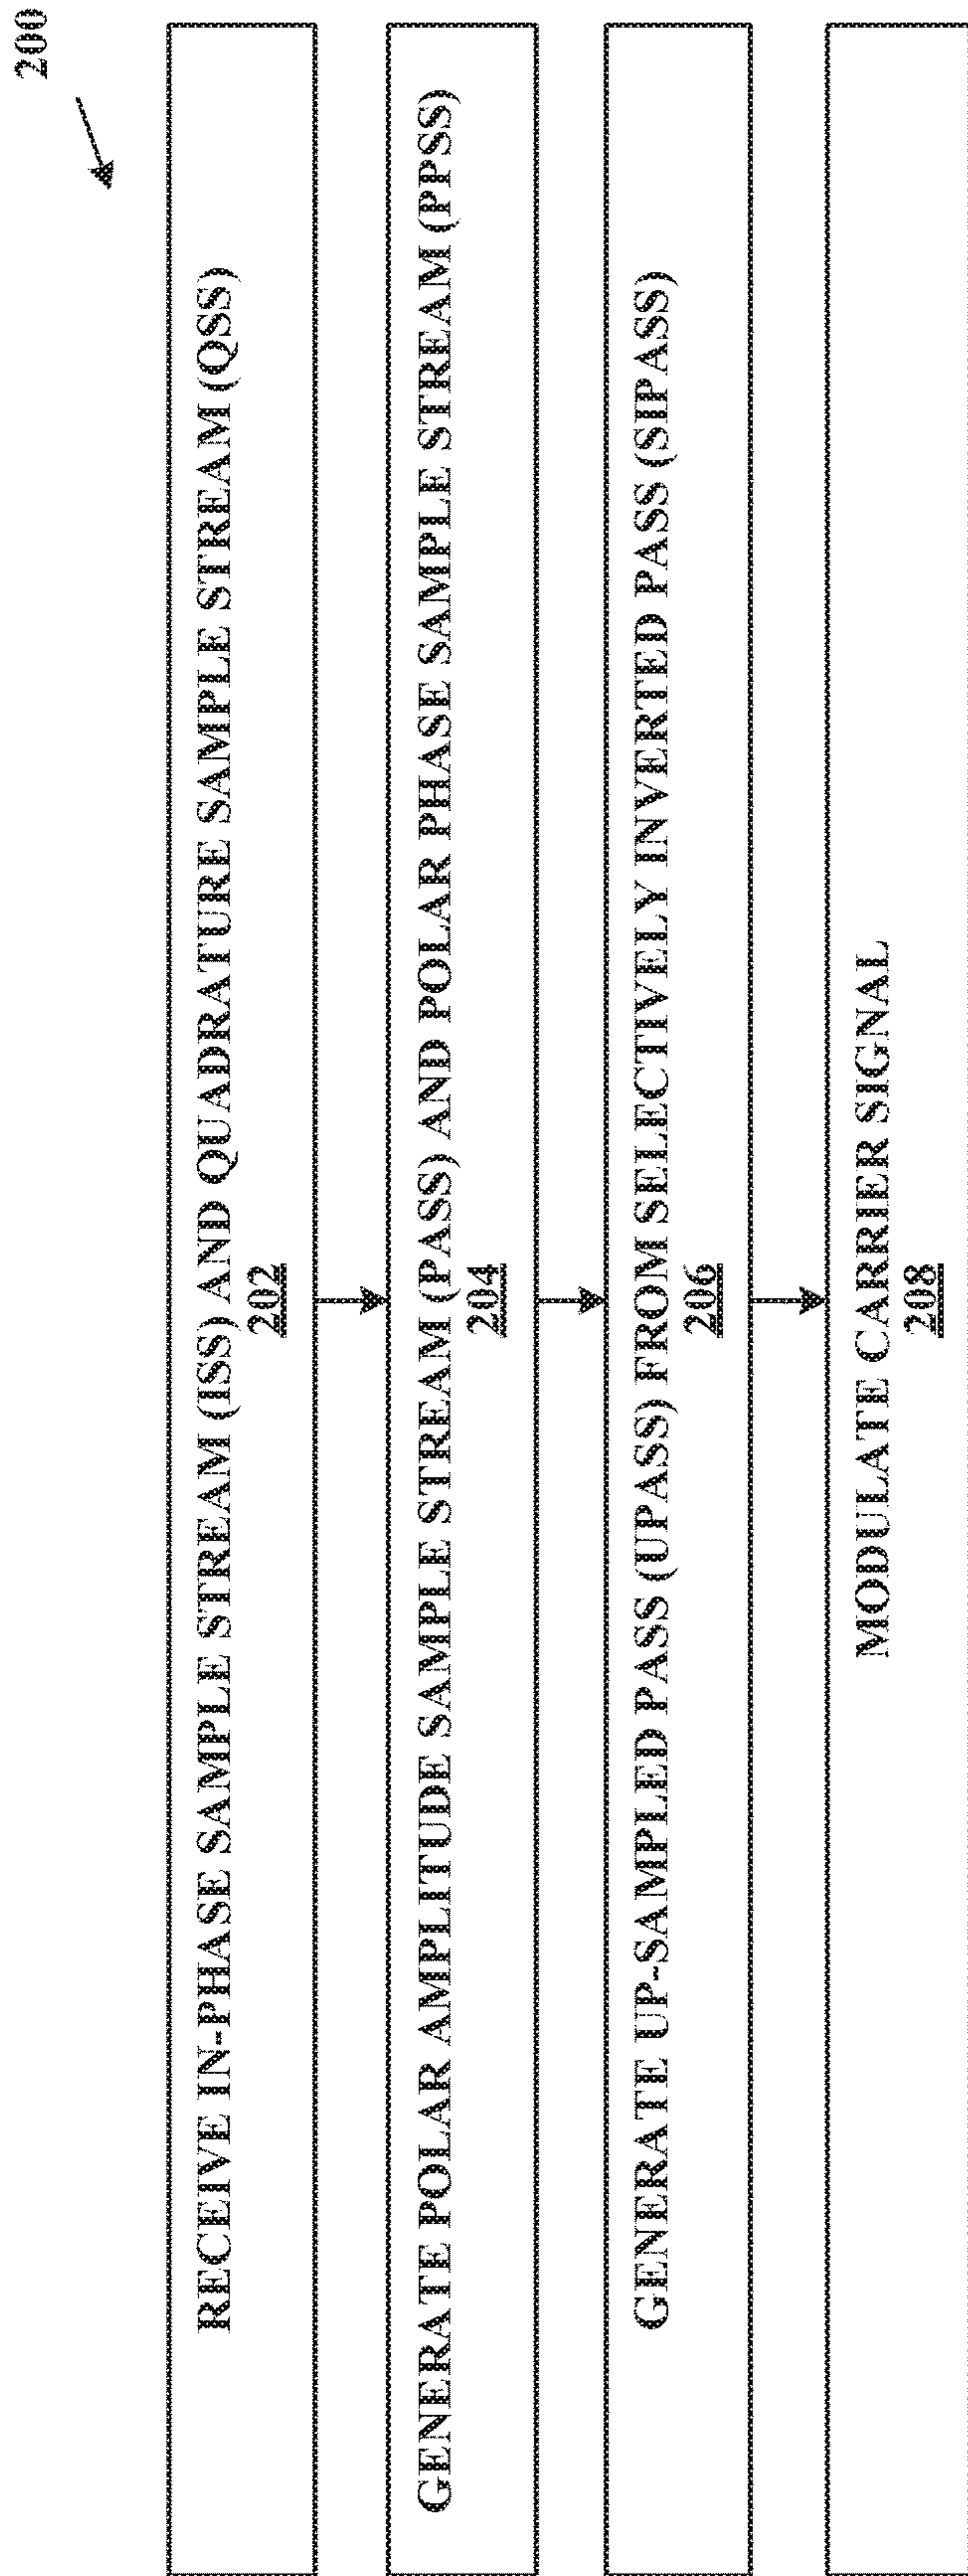 200
RECEIVE IN-PHASE SAMPLE STREAM (ISS) AND QUADRATURE SAMPLE STREAM (QSS)
202
GENERATE POLAR AMPLITUDE SAMPLE STREAM (PASS) AND POLAR PHASE SAMPLE STREAM (PPSS)
204
GENERATE UP-SAMPLED PASS (UPASS) FROM SELECTIVELY INVERTED PASS (SIPASS)
206
MODULATE CARRIER SIGNAL
208